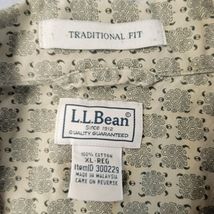 TRADITIONAL FIT
L.L.Bean®
SINCE 1912
QUALITY GUARANTEED
100% COTTON
XL-REG
ItemID 300229
MADE IN MALAYSIA
CARE ON REVERSE